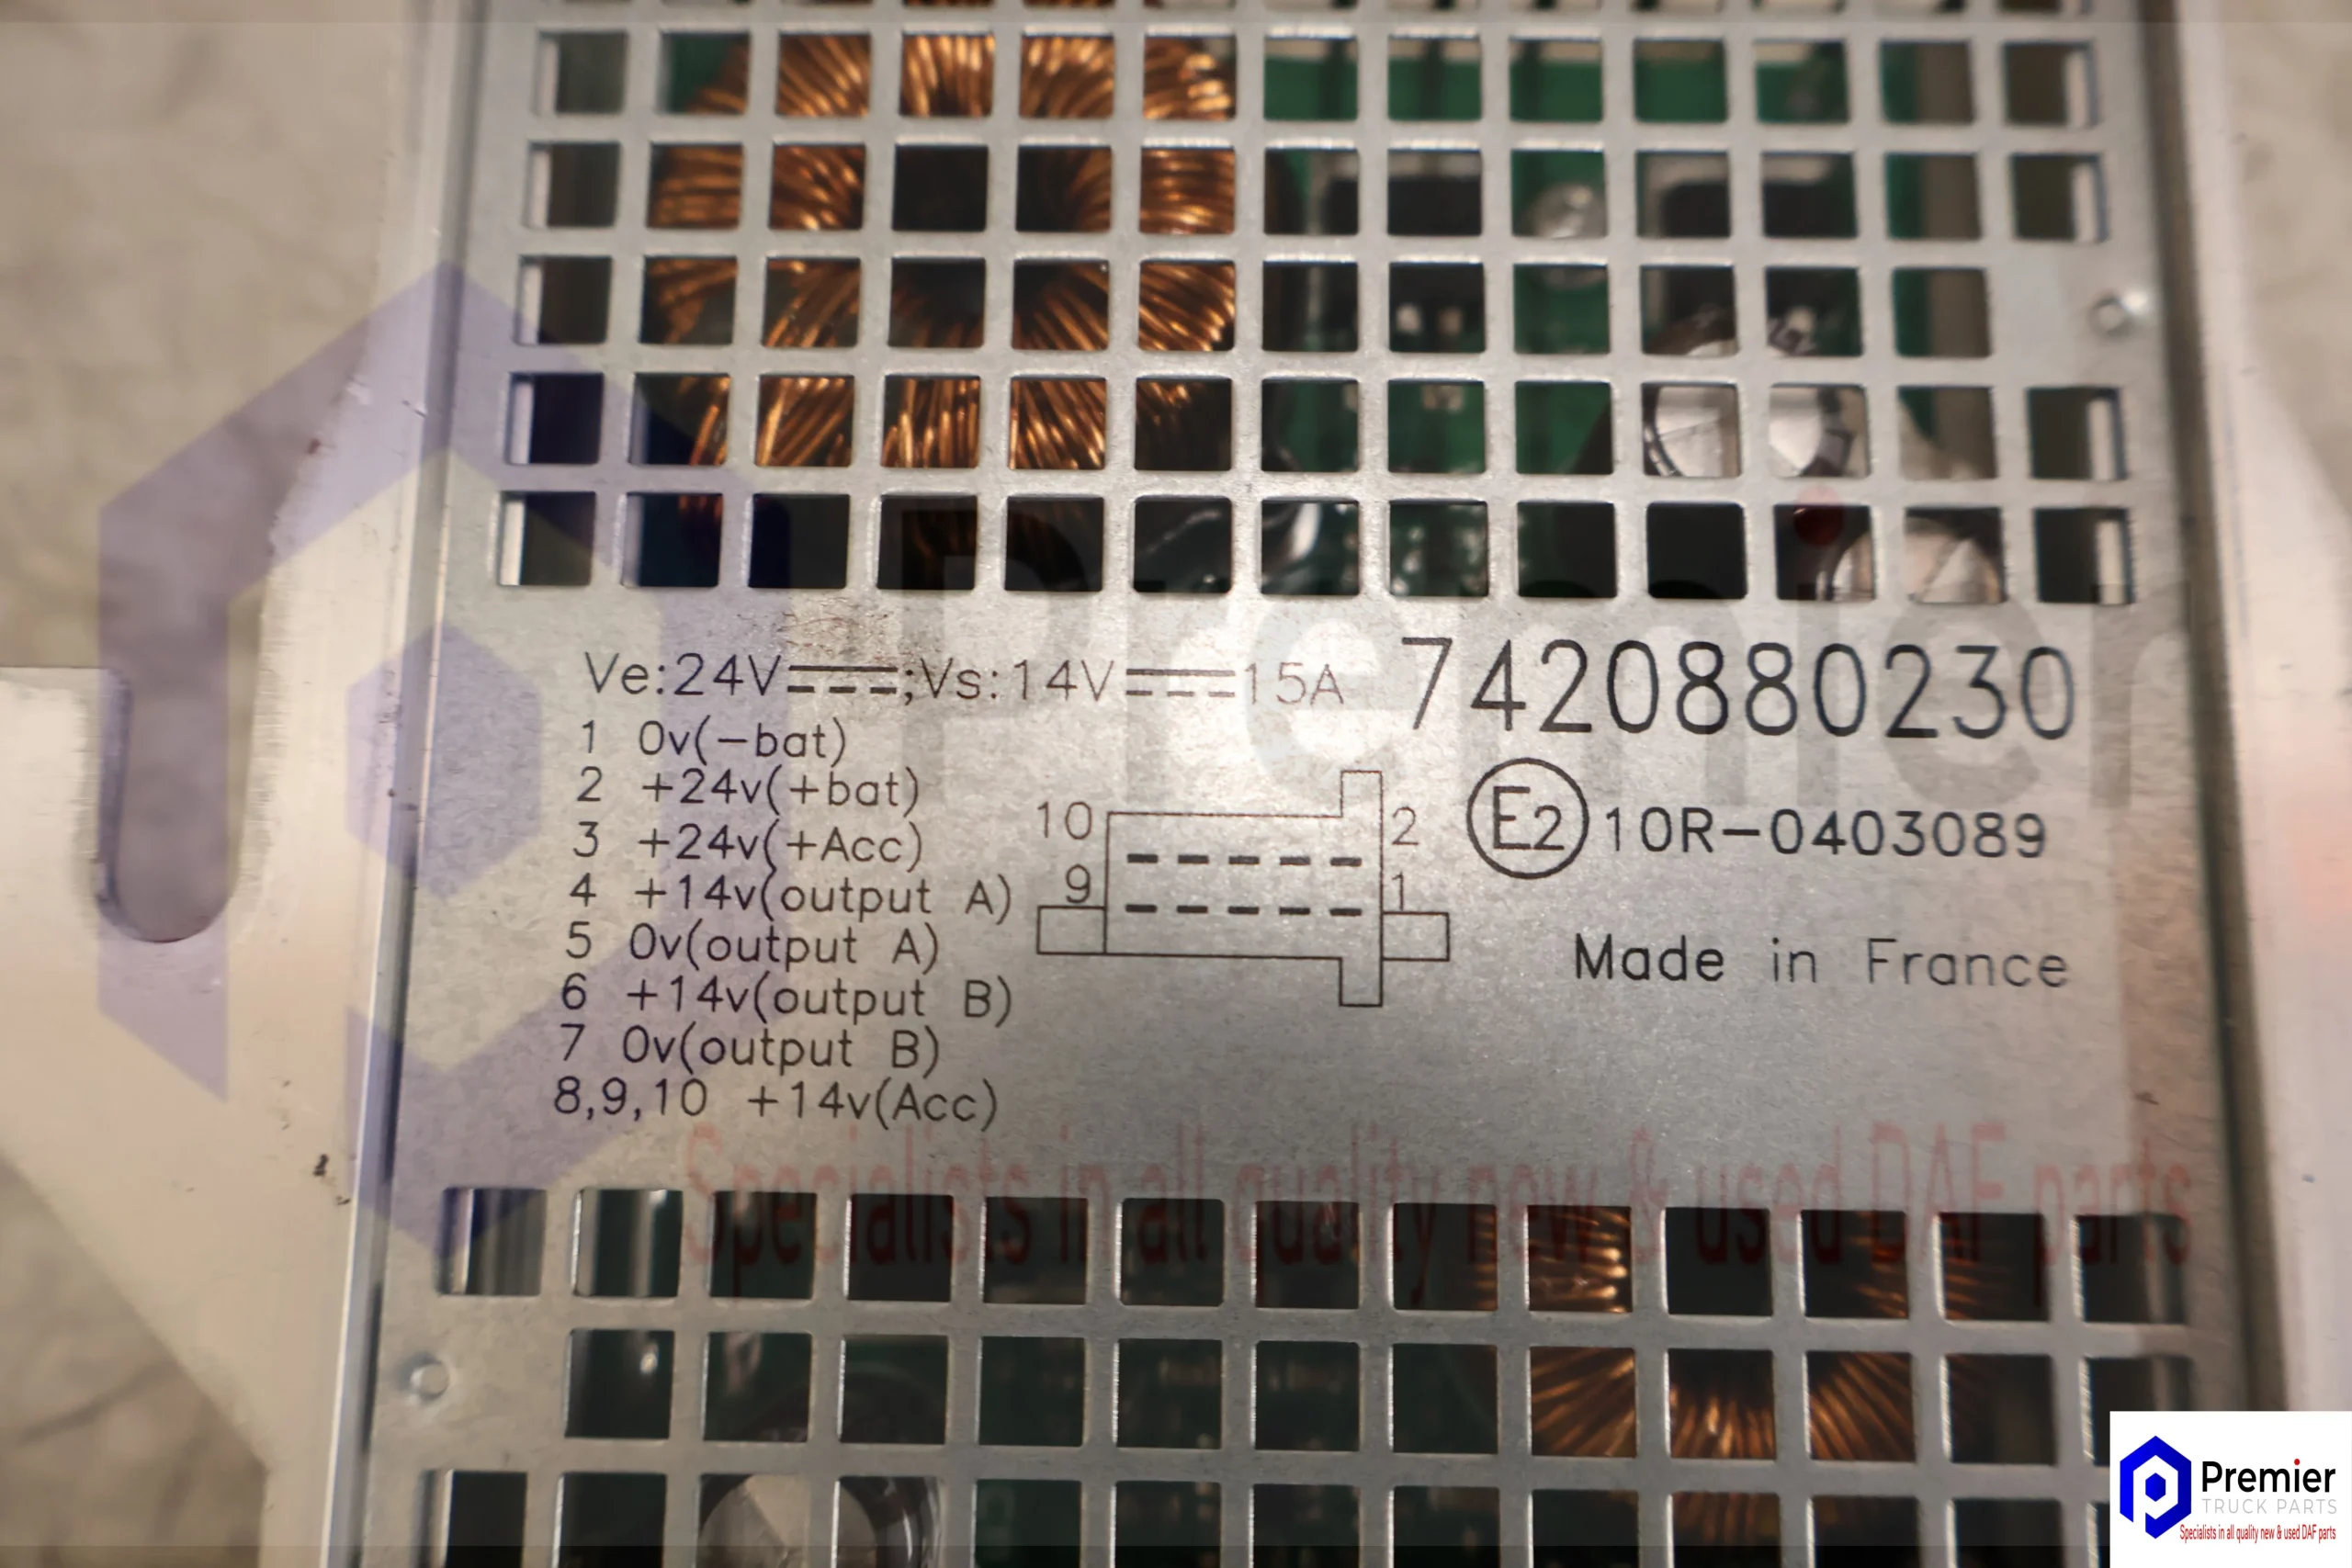 Ve:24V⎓;Vs:14V⎓15A
7420880230
1 0v(-bat)
2 +24v(+bat)
3 +24v(+Acc)
4 +14v(output A)
5 0v(output A)
6 +14v(output B)
7 0v(output B)
8,9,10 +14v(Acc)
10
2
9
1
E2 10R-0403089
Made in France
Premier
Specialists in all quality new & used DAF parts
Premier
TRUCK PARTS
Specialists in all quality new & used DAF parts